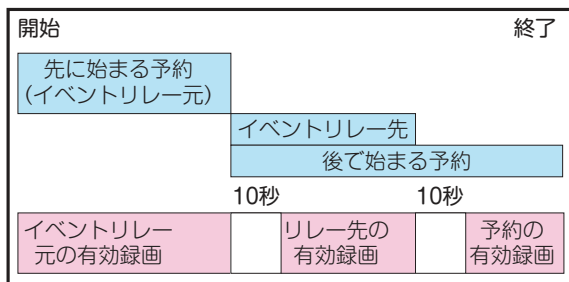 開始
終了
先に始まる予約
（イベントリレー元）
イベントリレー先
後で始まる予約
10秒
10秒
イベントリレー
元の有効録画
リレー先の
有効録画
予約の
有効録画